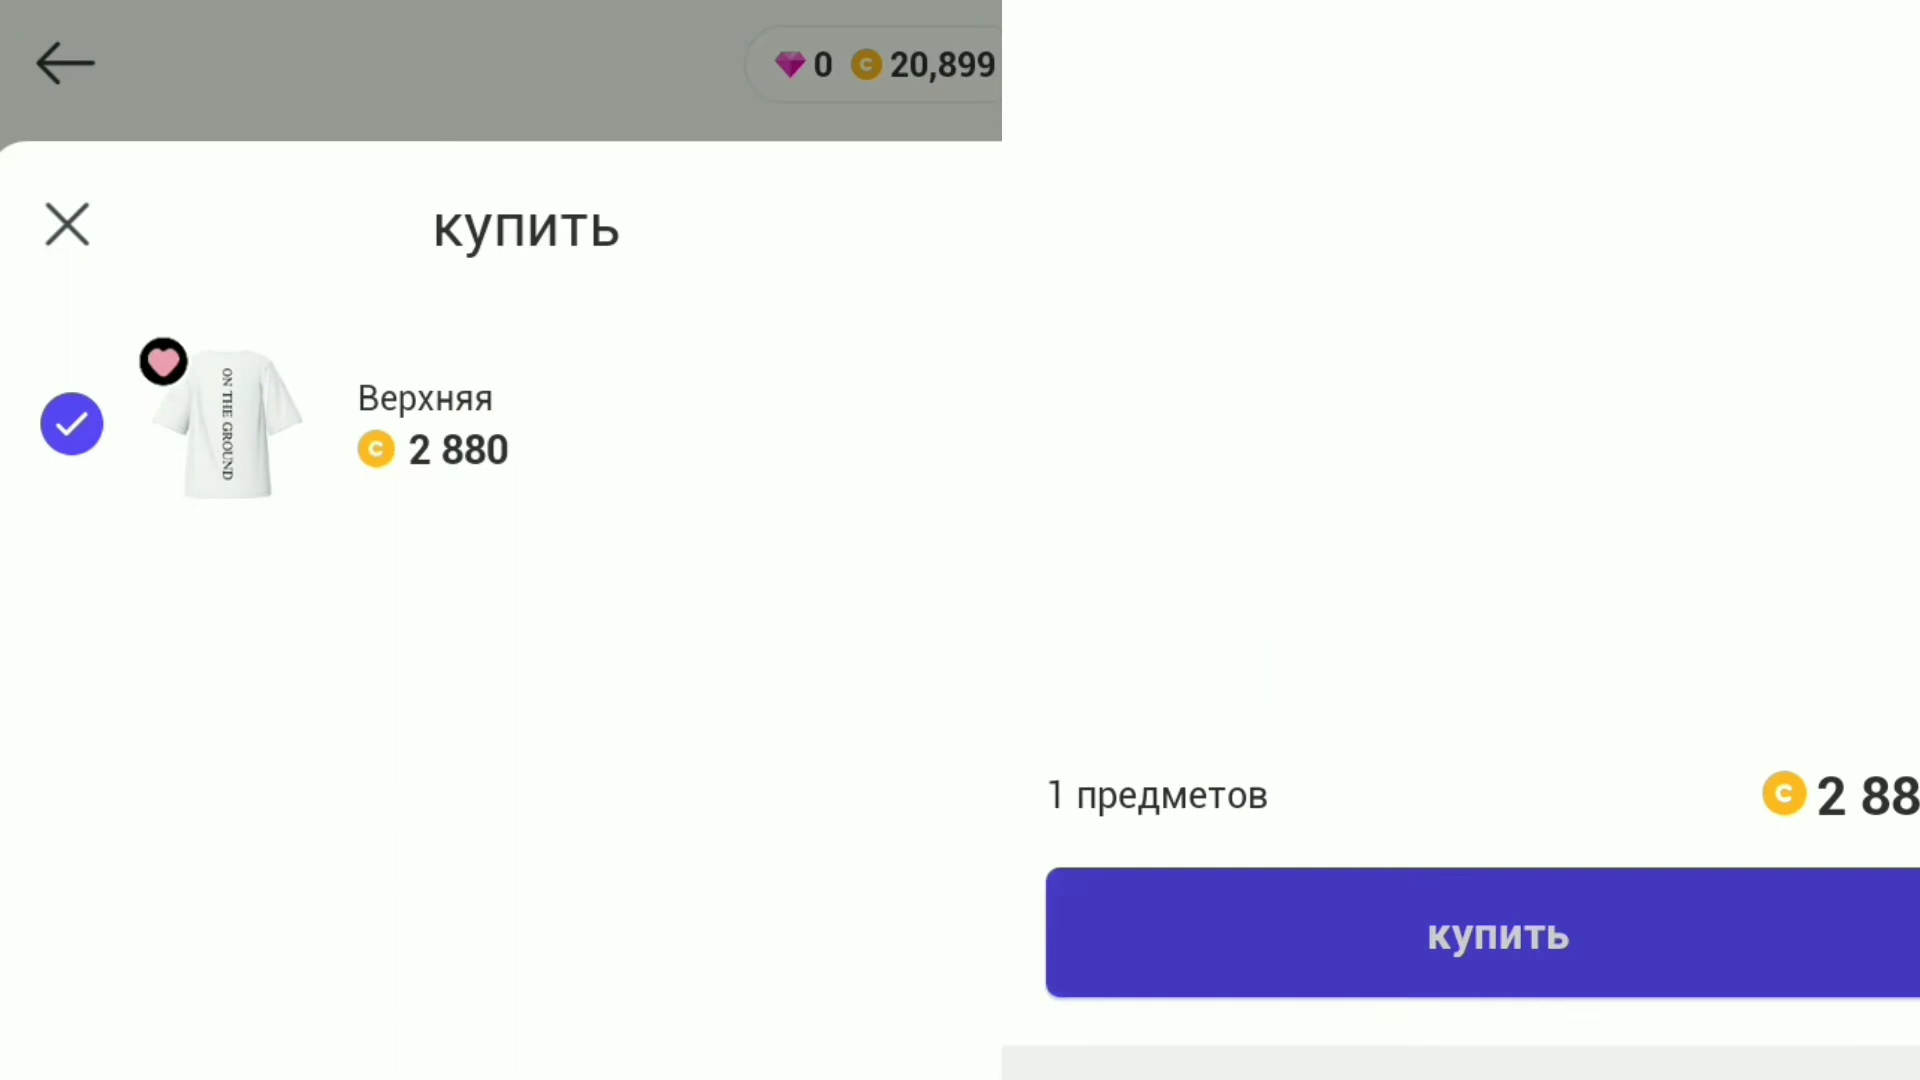 0 20,899
купить
ON THE GROUND
Верхняя
2 880
1 предметов
2 88
купить